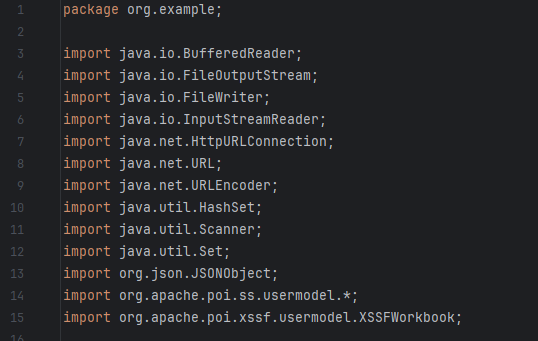 1 package org.example;
2
3 import java.io.BufferedReader;
4 import java.io.FileOutputStream;
5 import java.io.FileWriter;
6 import java.io.InputStreamReader;
7 import java.net.HttpURLConnection;
8 import java.net.URL;
9 import java.net.URLEncoder;
10 import java.util.HashSet;
11 import java.util.Scanner;
12 import java.util.Set;
13 import org.json.JSONObject;
14 import org.apache.poi.ss.usermodel.*;
15 import org.apache.poi.xssf.usermodel.XSSFWorkbook;
16